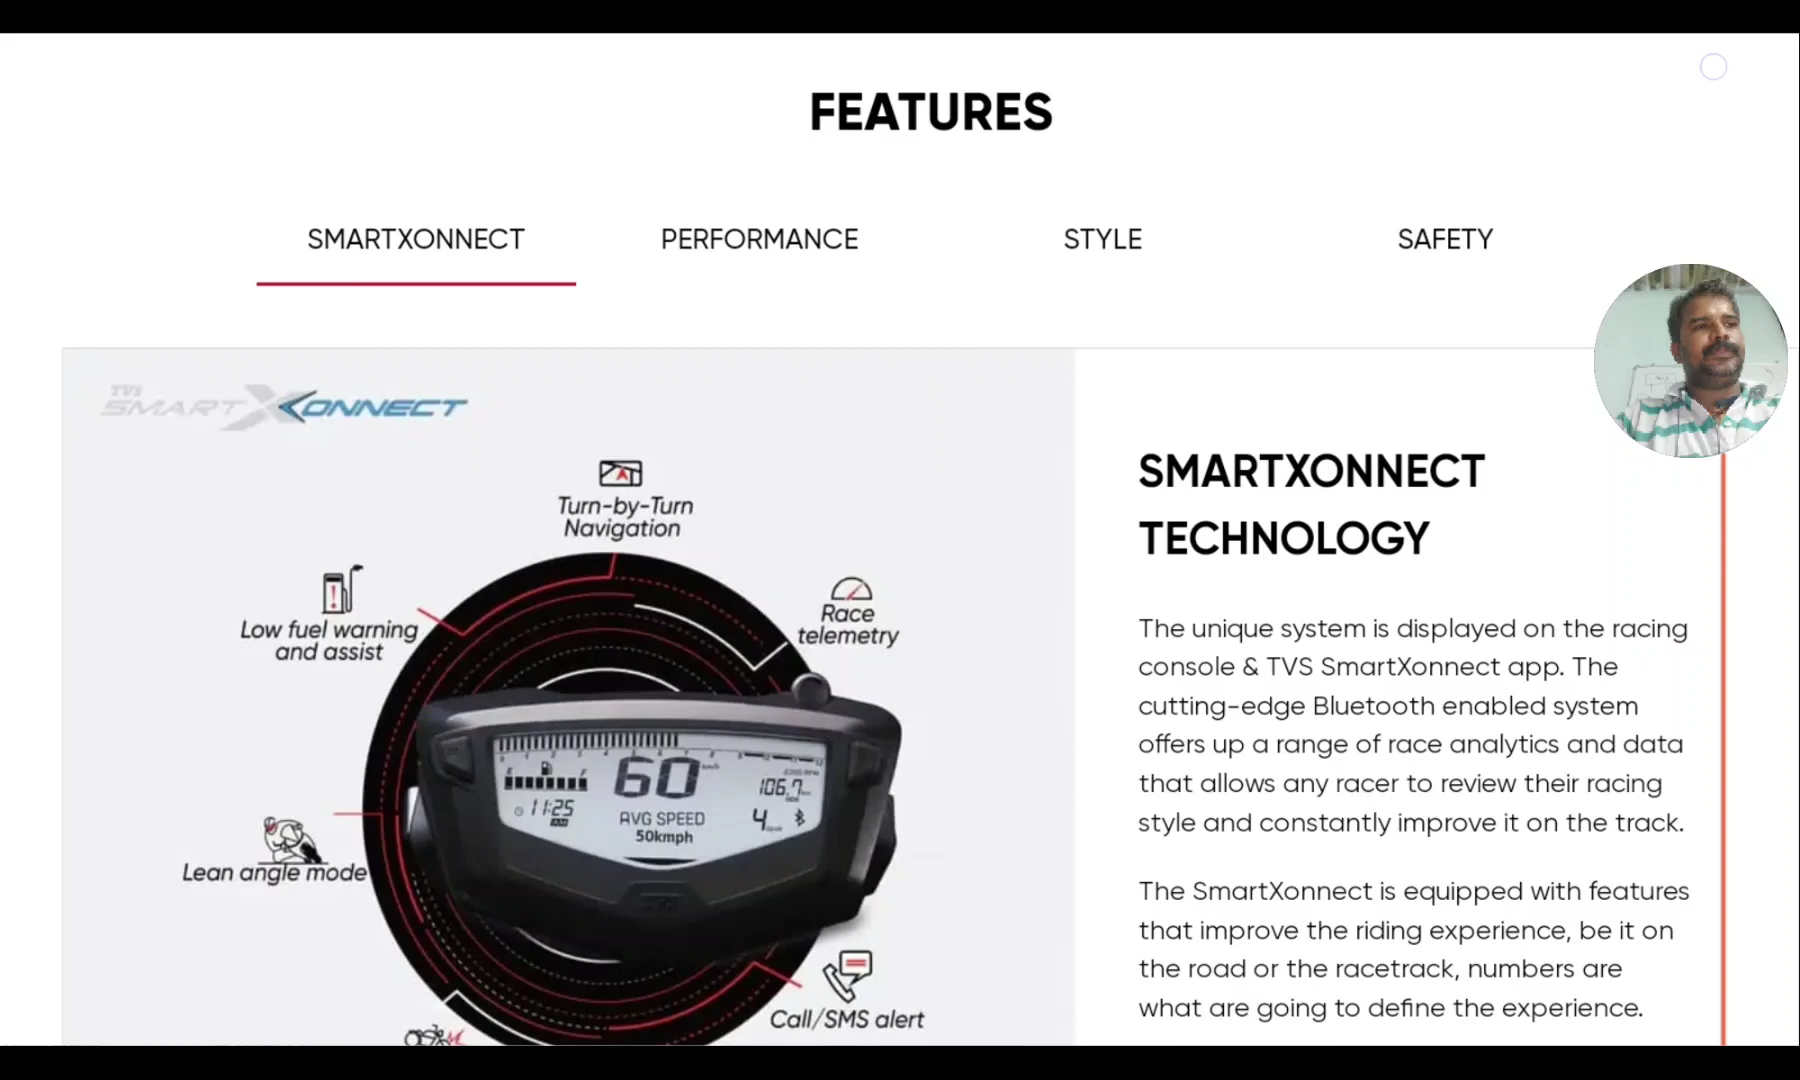 FEATURES
SMARTXONNECT PERFORMANCE STYLE SAFETY
TVS
SMARTXONNECT
Turn-by-Turn
Navigation
Low fuel warning
and assist
Race
telemetry
60 km/h
E F
11:25
AM
AVG SPEED
50kmph
106.7
4
Lean angle mode
Call/SMS alert
SMARTXONNECT
TECHNOLOGY
The unique system is displayed on the racing
console & TVS SmartXonnect app. The
cutting-edge Bluetooth enabled system
offers up a range of race analytics and data
that allows any racer to review their racing
style and constantly improve it on the track.
The SmartXonnect is equipped with features
that improve the riding experience, be it on
the road or the racetrack, numbers are
what are going to define the experience.